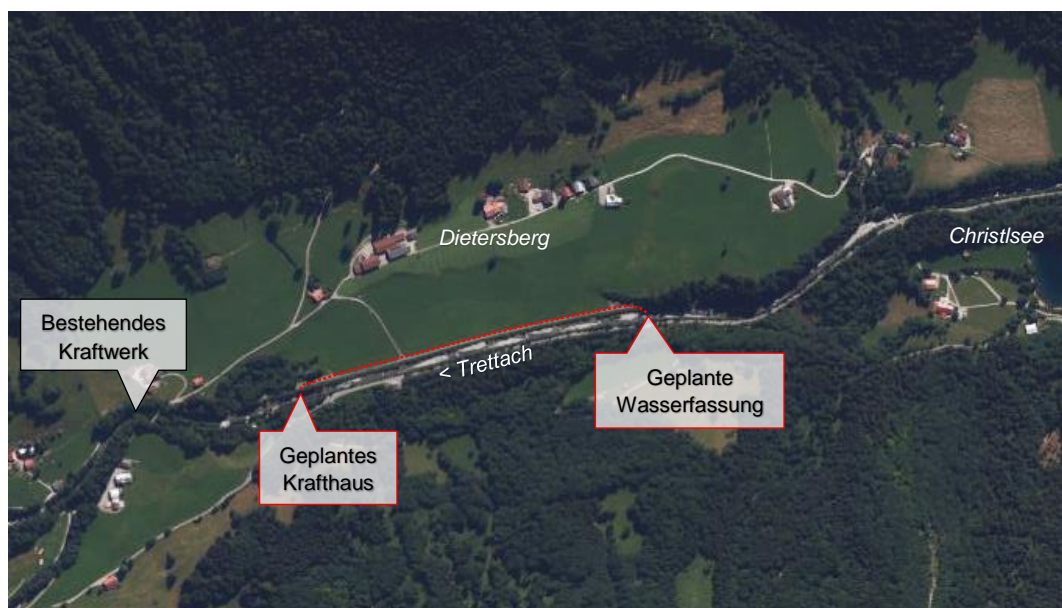 Dietersberg
Christlsee
Bestehendes
Kraftwerk
< Trettach
Geplante
Wasserfassung
Geplantes
Krafthaus